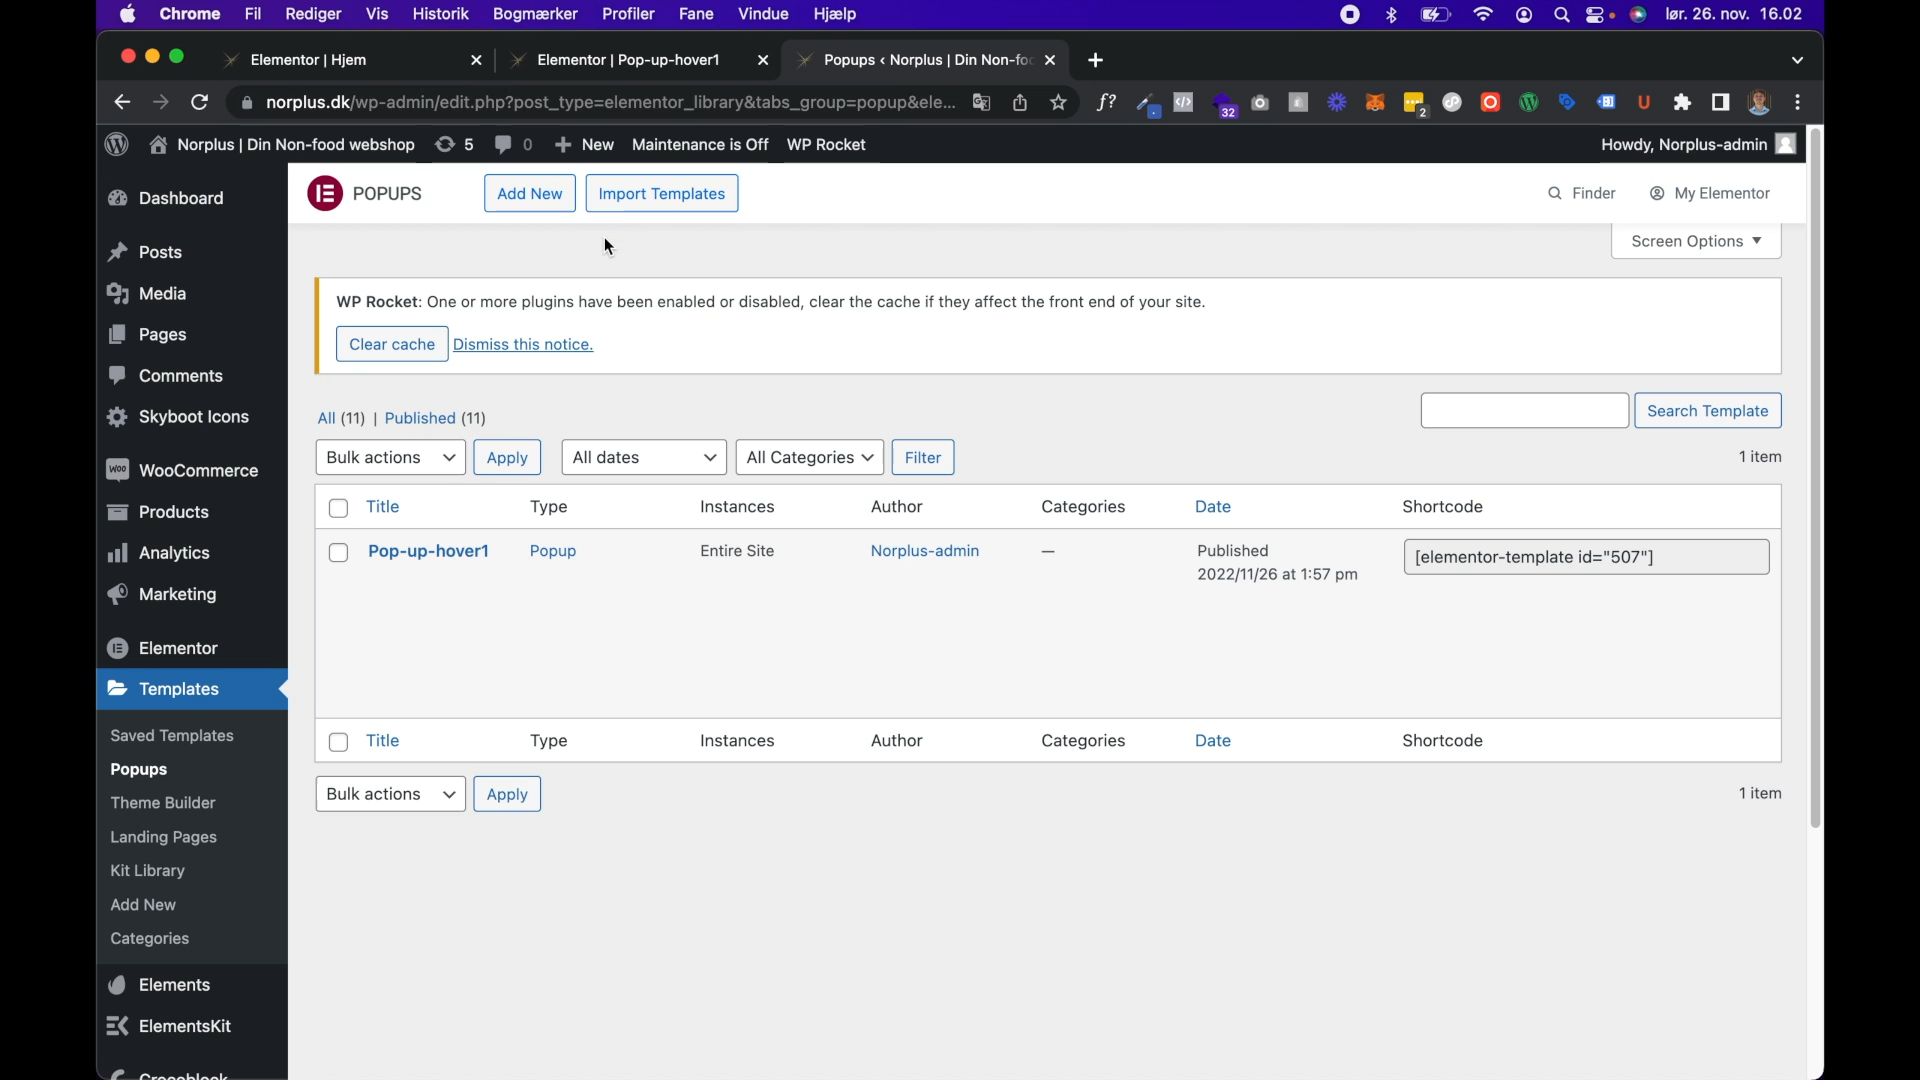 Chrome Fil Rediger Vis Historik Bogmærker Profiler Fane Vindue Hjælp lør. 26. nov. 16.02
Elementor | Hjem Elementor | Pop-up-hover1 Popups ‹ Norplus | Din Non-fo
norplus.dk/wp-admin/edit.php?post_type=elementor_library&tabs_group=popup&ele... f? 32 2
Norplus | Din Non-food webshop 5 0 New Maintenance is Off WP Rocket Howdy, Norplus-admin
Dashboard
Posts
Media
Pages
Comments
Skyboot Icons
WooCommerce
Products
Analytics
Marketing
Elementor
Templates
Saved Templates
Popups
Theme Builder
Landing Pages
Kit Library
Add New
Categories
Elements
ElementsKit
POPUPS Add New Import Templates Finder My Elementor
Screen Options
WP Rocket: One or more plugins have been enabled or disabled, clear the cache if they affect the front end of your site.
Clear cache Dismiss this notice.
All (11) | Published (11) Search Template
Bulk actions Apply All dates All Categories Filter 1 item
Title Type Instances Author Categories Date Shortcode
Pop-up-hover1 Popup Entire Site Norplus-admin — Published [elementor-template id="507"]
2022/11/26 at 1:57 pm
Title Type Instances Author Categories Date Shortcode
Bulk actions Apply 1 item